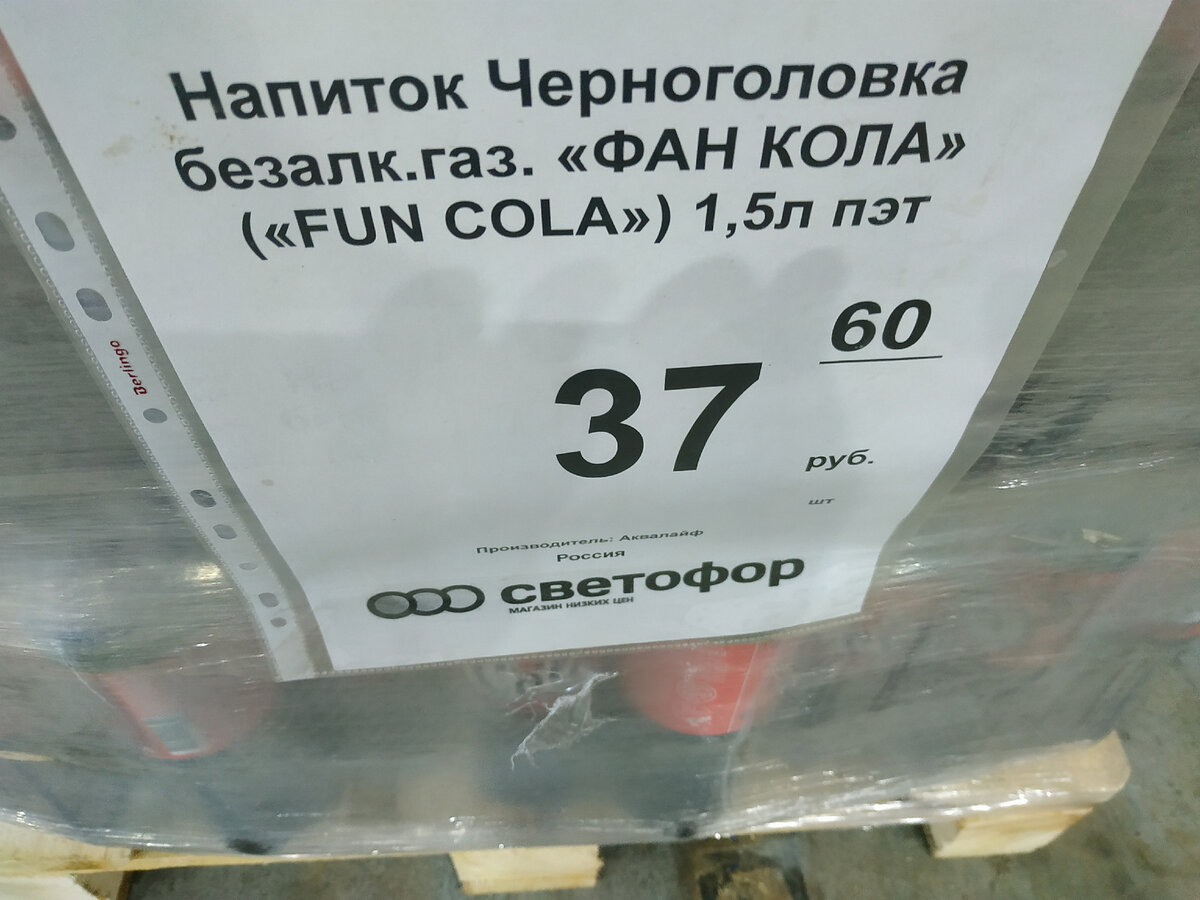 Напиток Черноголовка
безалк.газ. «ФАН КОЛА»
(«FUN COLA») 1,5л пэт
60
37
руб.
шт
Производитель: Аквалайф
Россия
светофор
МАГАЗИН НИЗКИХ ЦЕН
Berlingo